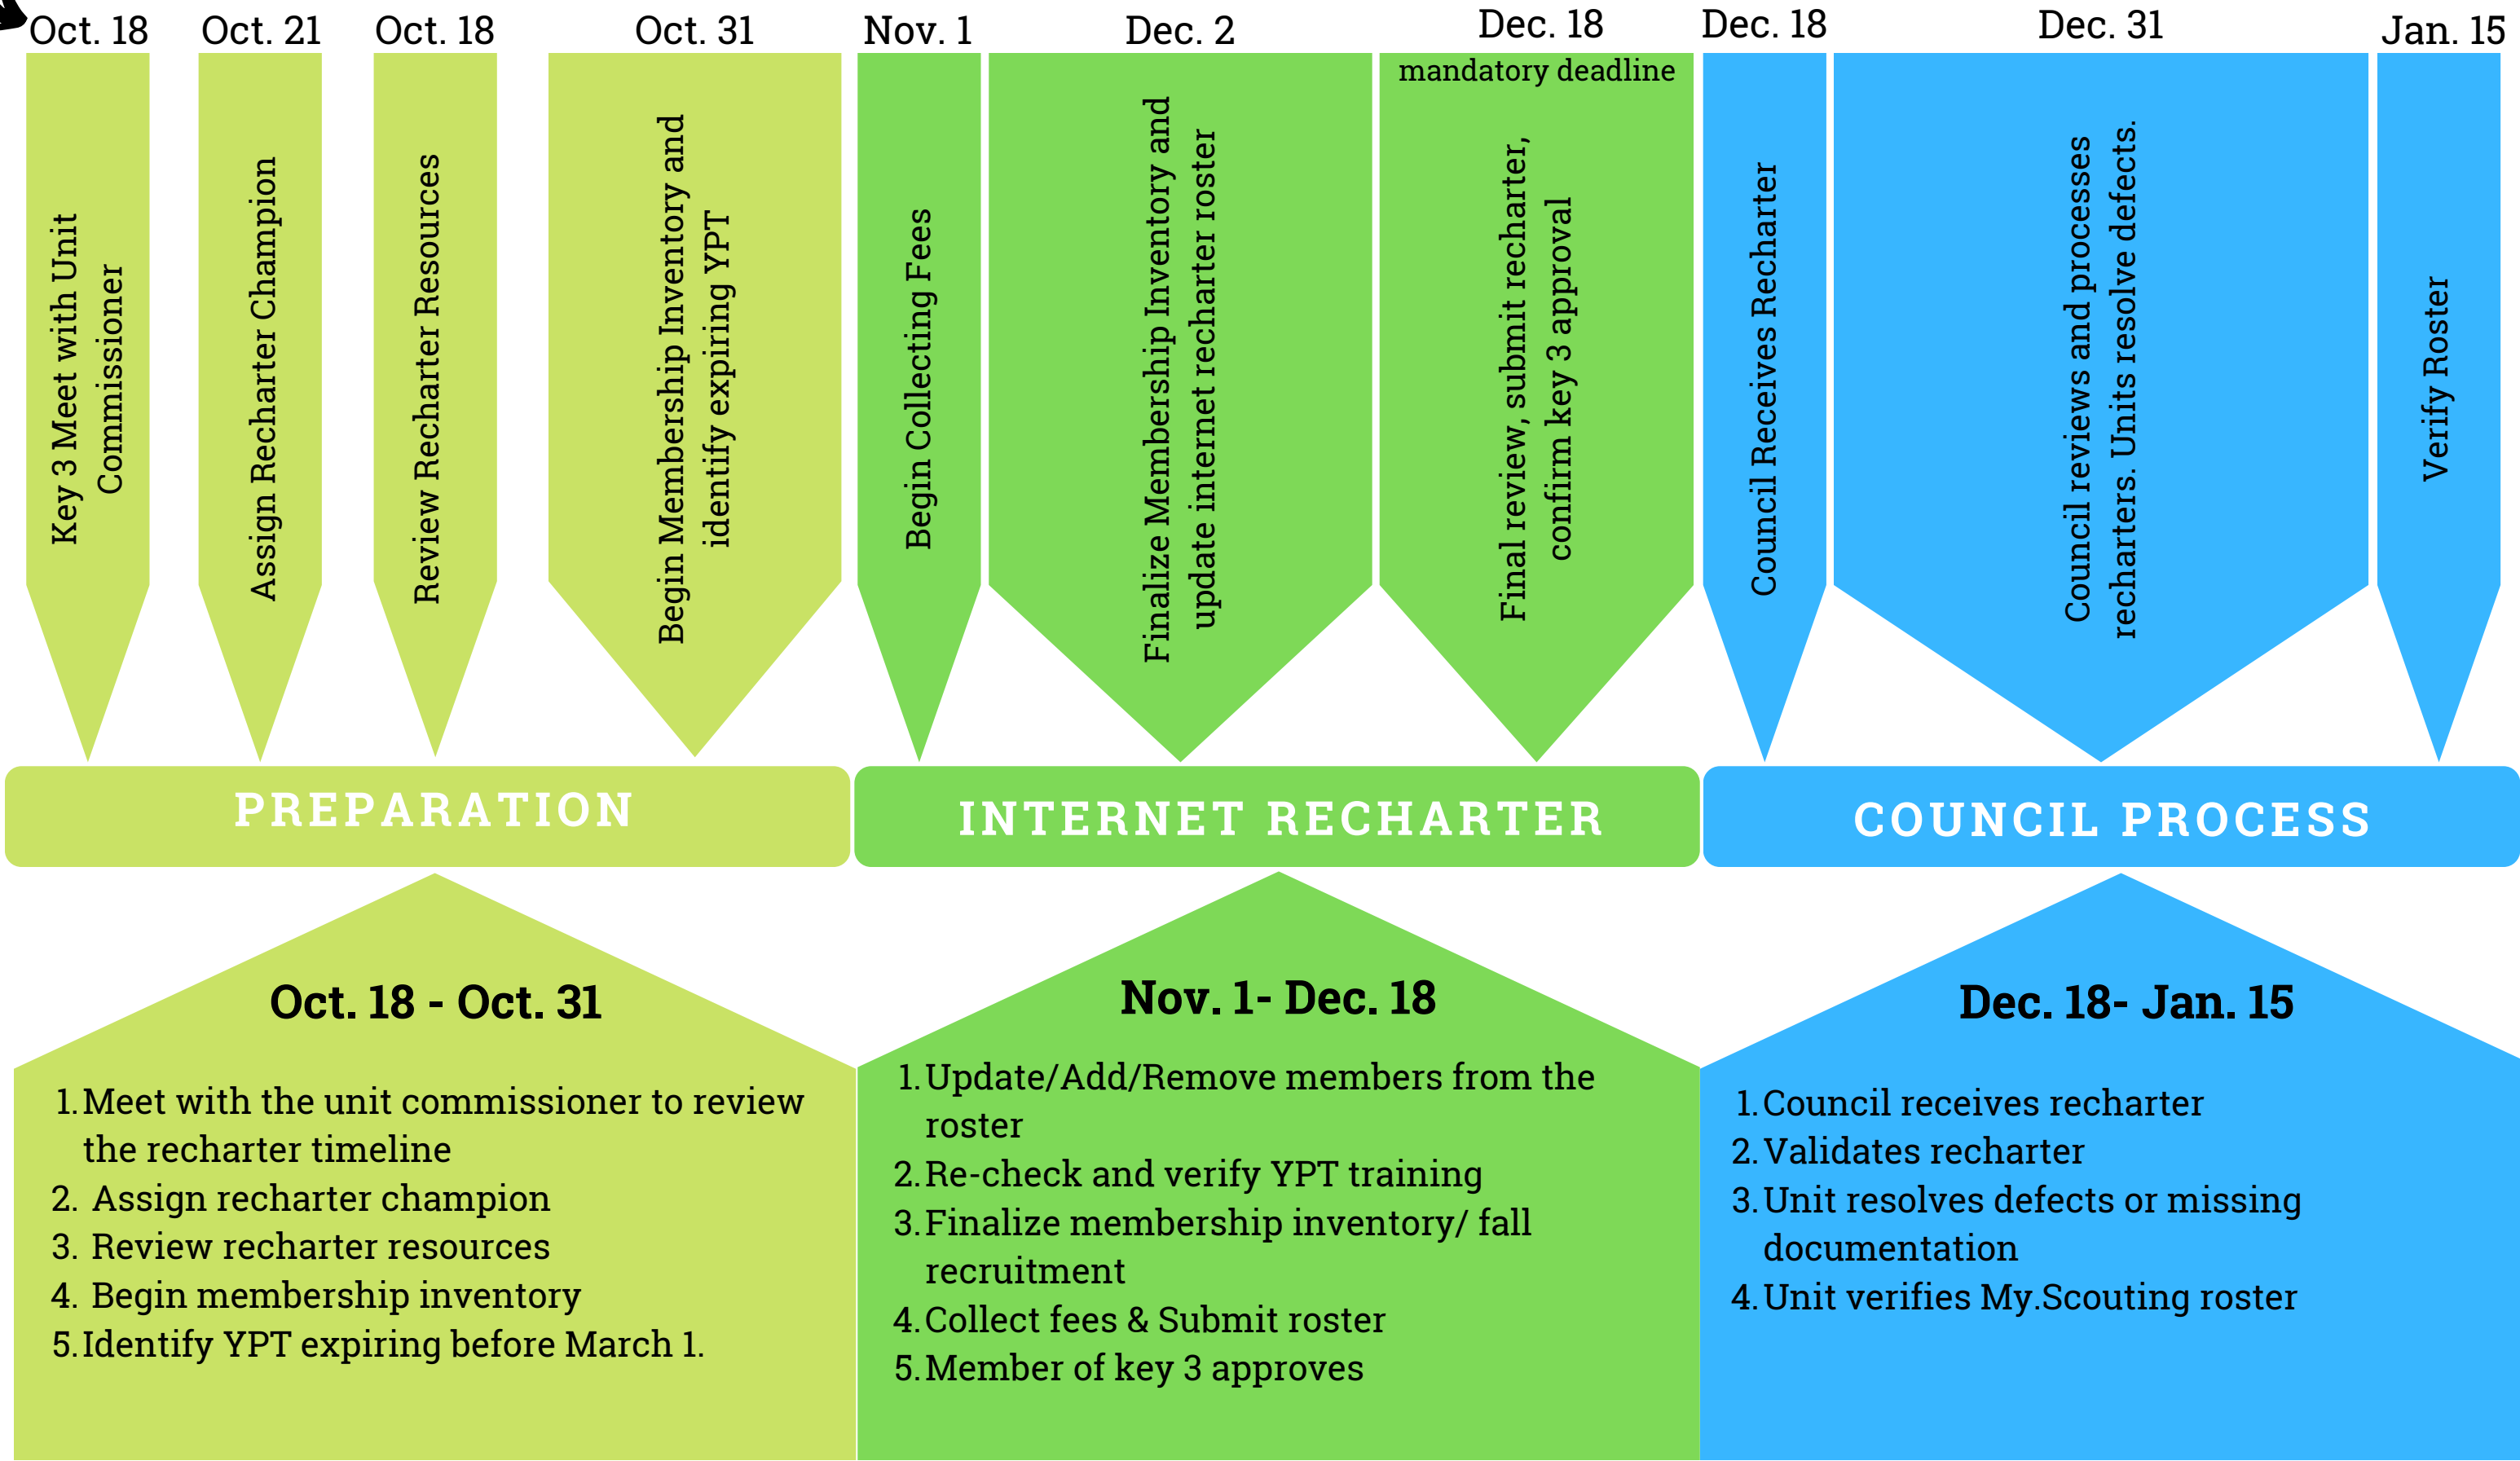 Oct. 18
Oct. 21
Oct. 18
Oct. 31
Nov. 1
Dec. 2
Dec. 18
Dec. 18
Dec. 31
Jan. 15
Key 3 Meet with Unit
Commissioner
Assign Recharter Champion
Review Recharter Resources
Begin Membership Inventory and
identify expiring YPT
Begin Collecting Fees
Finalize Membership Inventory and
update internet recharter roster
mandatory deadline
Final review, submit recharter,
confirm key 3 approval
Council Receives Recharter
Council reviews and processes
recharters. Units resolve defects.
Verify Roster
PREPARATION
INTERNET RECHARTER
COUNCIL PROCESS
Oct. 18 - Oct. 31
1. Meet with the unit commissioner to review
the recharter timeline
2. Assign recharter champion
3. Review recharter resources
4. Begin membership inventory
5. Identify YPT expiring before March 1.
Nov. 1- Dec. 18
1. Update/Add/Remove members from the
roster
2. Re-check and verify YPT training
3. Finalize membership inventory/ fall
recruitment
4. Collect fees & Submit roster
5. Member of key 3 approves
Dec. 18- Jan. 15
1. Council receives recharter
2. Validates recharter
3. Unit resolves defects or missing
documentation
4. Unit verifies My.Scouting roster